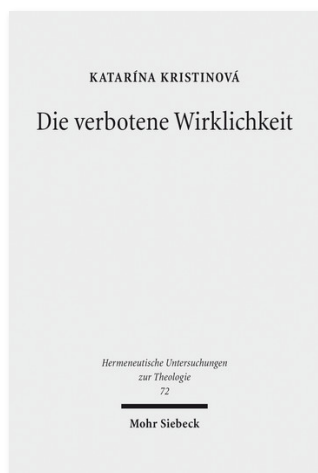 KATARÍNA KRISTINOVÁ
Die verbotene Wirklichkeit
Hermeneutische Untersuchungen
zur Theologie
72
Mohr Siebeck